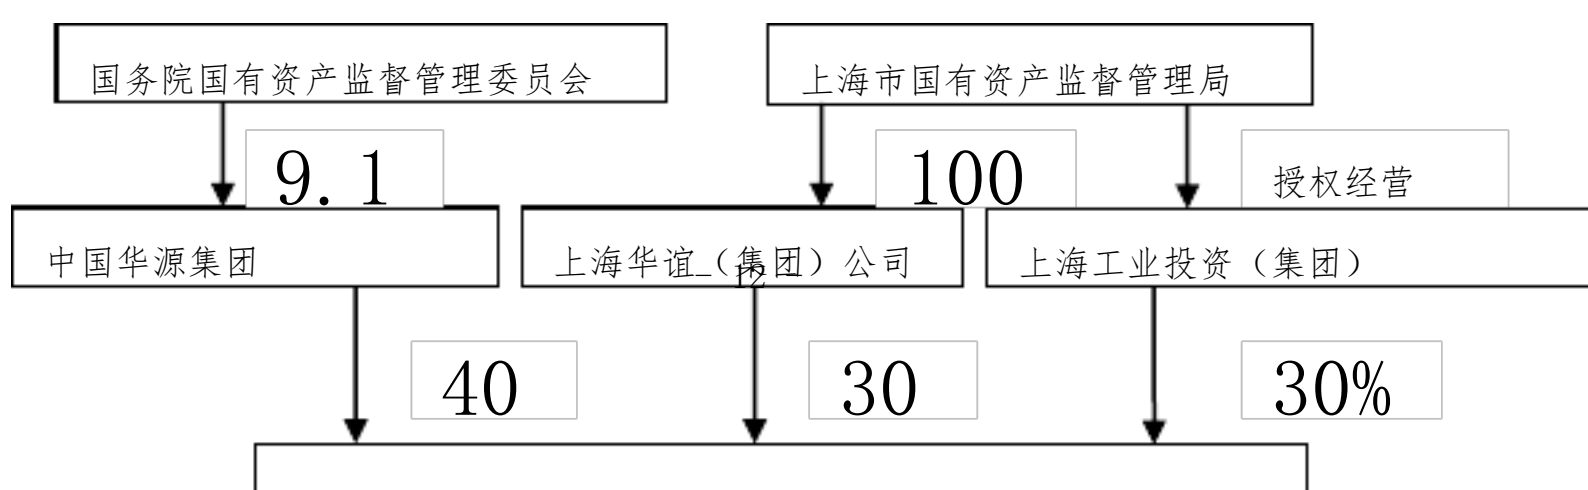 国务院国有资产监督管理委员会
上海市国有资产监督管理局
9.1
100
授权经营
中国华源集团
上海华谊（集团）公司
上海工业投资（集团）
– 12 –
40
30
30%